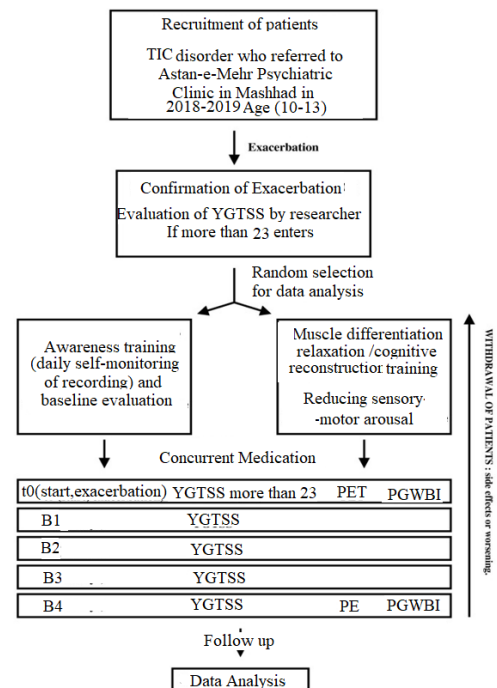 Recruitment of patients
TIC disorder who referred to
Astan-e-Mehr Psychiatric
Clinic in Mashhad in
2018-2019 Age (10-13)
Exacerbation
Confirmation of Exacerbation
Evaluation of YGTSS by researcher
If more than 23 enters
Random selection
for data analysis
Awareness training
(daily self-monitoring
of recording) and
baseline evaluation
Muscle differentiation
relaxation /cognitive
reconstruction training
Reducing sensory-
-motor arousal
WITHDRAWAL OF PATIENTS : side effects or worsening.
Concurrent Medication
t0(start,exacerbation) YGTSS more than 23 PET PGWBI
B1 YGTSS
B2 YGTSS
B3 YGTSS
B4 YGTSS PE PGWBI
Follow up
Data Analysis